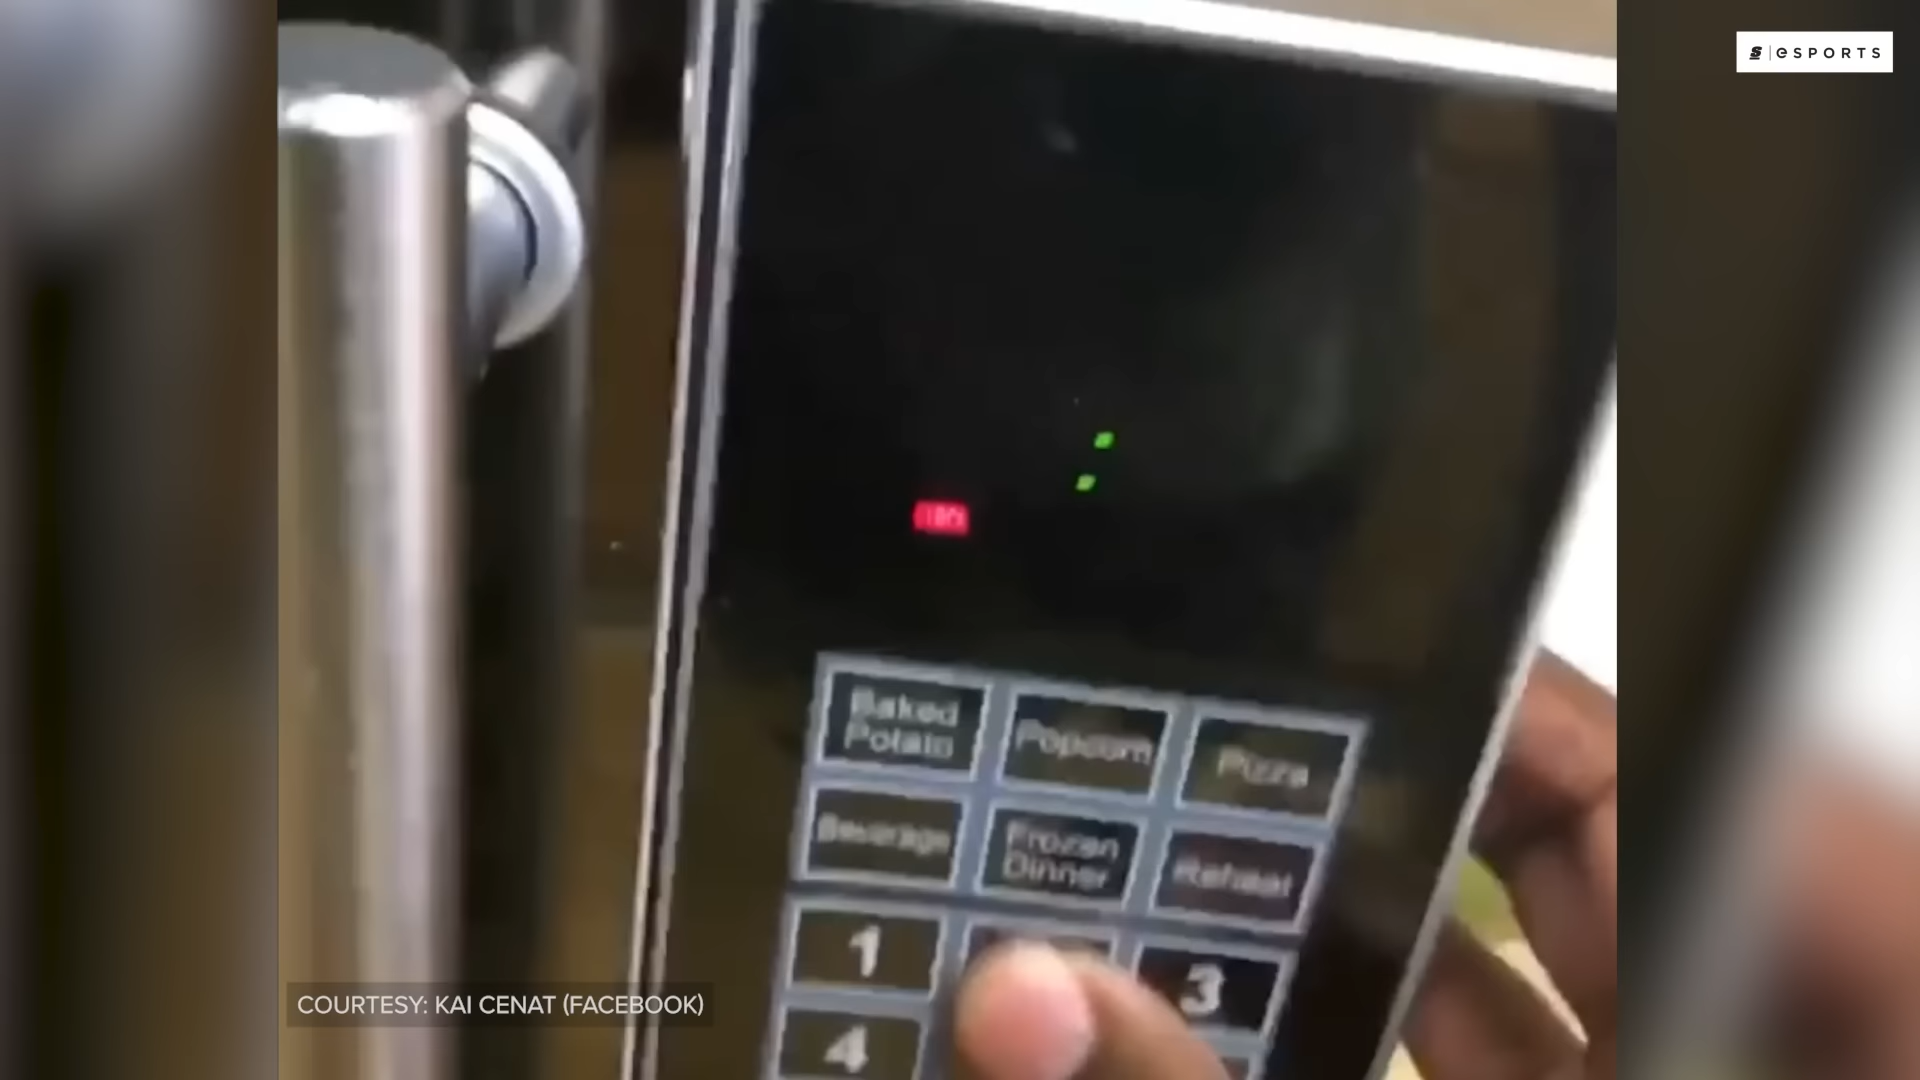 S | eSPORTS
Baked
Potato
Popcorn
Pizza
Beverage
Frozen
Dinner
Reheat
1
3
4
COURTESY: KAI CENAT (FACEBOOK)